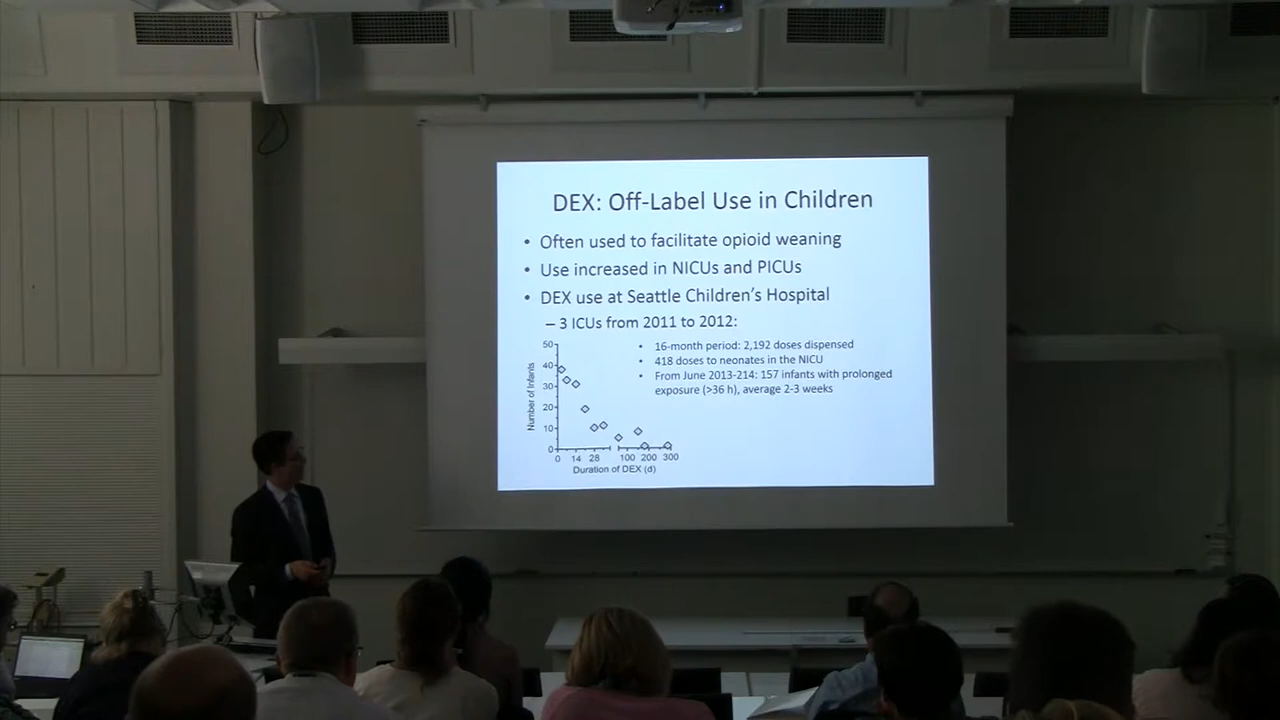 DEX: Off-Label Use in Children
• Often used to facilitate opioid weaning
• Use increased in NICUs and PICUs
• DEX use at Seattle Children's Hospital
– 3 ICUs from 2011 to 2012:
• 16-month period: 2,192 doses dispensed
• 418 doses to neonates in the NICU
• From June 2013-214: 157 infants with prolonged
exposure (>36 h), average 2-3 weeks
Number of Infants
50
40
30
20
10
0
0 14 28 100 200 300
Duration of DEX (d)